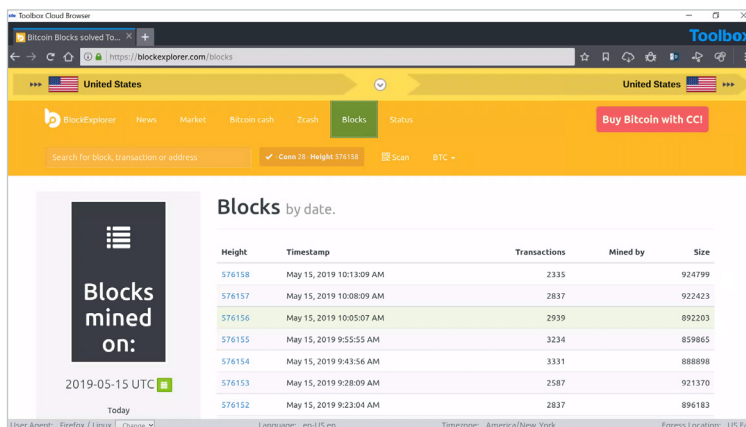 Toolbox Cloud Browser
Bitcoin Blocks solved To...
Toolbox
https://blockexplorer.com/blocks
United States
United States
BlockExplorer News Market Bitcoin cash Zcash Blocks Status
Buy Bitcoin with CC!
Search for block, transaction or address
Conn 28 · Height 576158
Scan
BTC
Blocks mined on:
2019-05-15 UTC
Today
Blocks by date.
Height Timestamp Transactions Mined by Size
576158 May 15, 2019 10:13:09 AM 2335 924799
576157 May 15, 2019 10:08:09 AM 2837 922423
576156 May 15, 2019 10:05:07 AM 2939 892203
576155 May 15, 2019 9:55:55 AM 3234 859865
576154 May 15, 2019 9:43:56 AM 3331 888898
576153 May 15, 2019 9:28:09 AM 2587 921370
576152 May 15, 2019 9:23:04 AM 2837 896183
User Agent: Firefox / Linux Change Language: en-US,en Timezone: America/New_York Egress Location: US